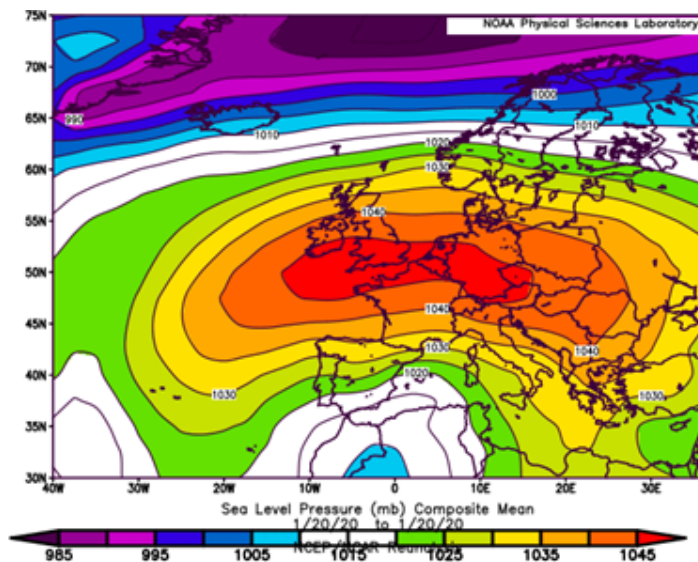 NOAA Physical Sciences Laboratory
75N
70N
65N
60N
55N
50N
45N
40N
35N
30N
990
1010
1000
1010
1020
1030
1040
1040
1040
1030
1030
1030
1020
40W
30W
20W
10W
0
10E
20E
30E
Sea Level Pressure (mb) Composite Mean
1/20/20 to 1/20/20
NCEP/NCAR
985
995
1005
1015
1025
1035
1045